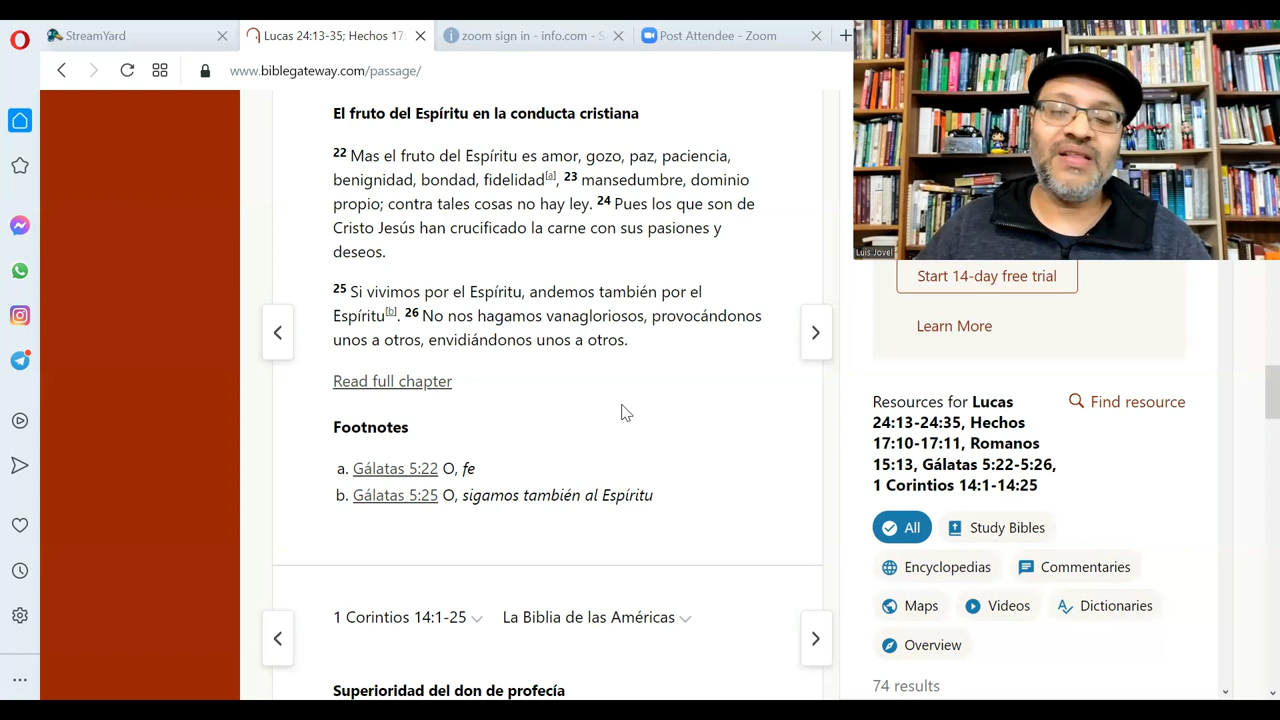 StreamYard
Lucas 24:13-35; Hechos 17:
zoom sign in - info.com - S
Post Attendee - Zoom
www.biblegateway.com/passage/
El fruto del Espíritu en la conducta cristiana
22 Mas el fruto del Espíritu es amor, gozo, paz, paciencia,
benignidad, bondad, fidelidad[a], 23 mansedumbre, dominio
propio; contra tales cosas no hay ley. 24 Pues los que son de
Cristo Jesús han crucificado la carne con sus pasiones y
deseos.
25 Si vivimos por el Espíritu, andemos también por el
Espíritu[b]. 26 No nos hagamos vanagloriosos, provocándonos
unos a otros, envidiándonos unos a otros.
Read full chapter
Footnotes
a. Gálatas 5:22 O, fe
b. Gálatas 5:25 O, sigamos también al Espíritu
1 Corintios 14:1-25
La Biblia de las Américas
Superioridad del don de profecía
Luis Jovel
Start 14-day free trial
Learn More
Resources for Lucas
24:13-24:35, Hechos
17:10-17:11, Romanos
15:13, Gálatas 5:22-5:26,
1 Corintios 14:1-14:25
Find resource
All
Study Bibles
Encyclopedias
Commentaries
Maps
Videos
Dictionaries
Overview
74 results